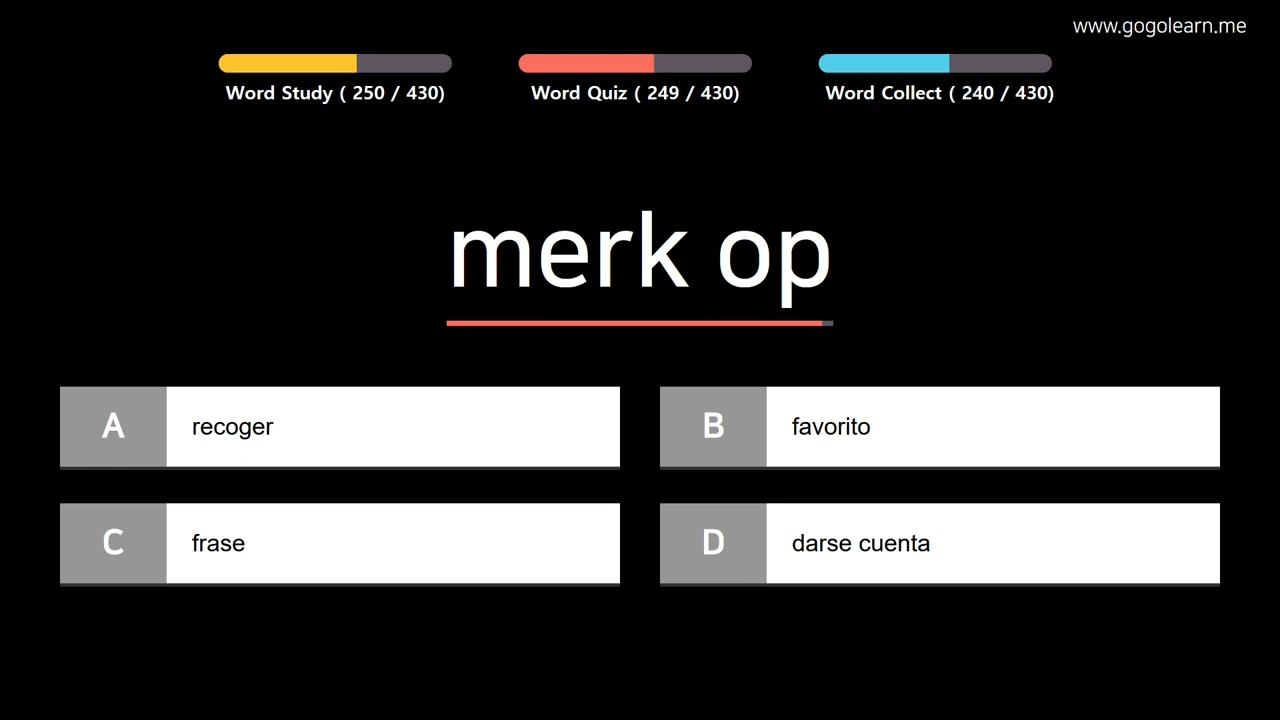 www.gogolearn.me
Word Study ( 250 / 430)
Word Quiz ( 249 / 430)
Word Collect ( 240 / 430)
merk op
A recoger
B favorito
C frase
D darse cuenta